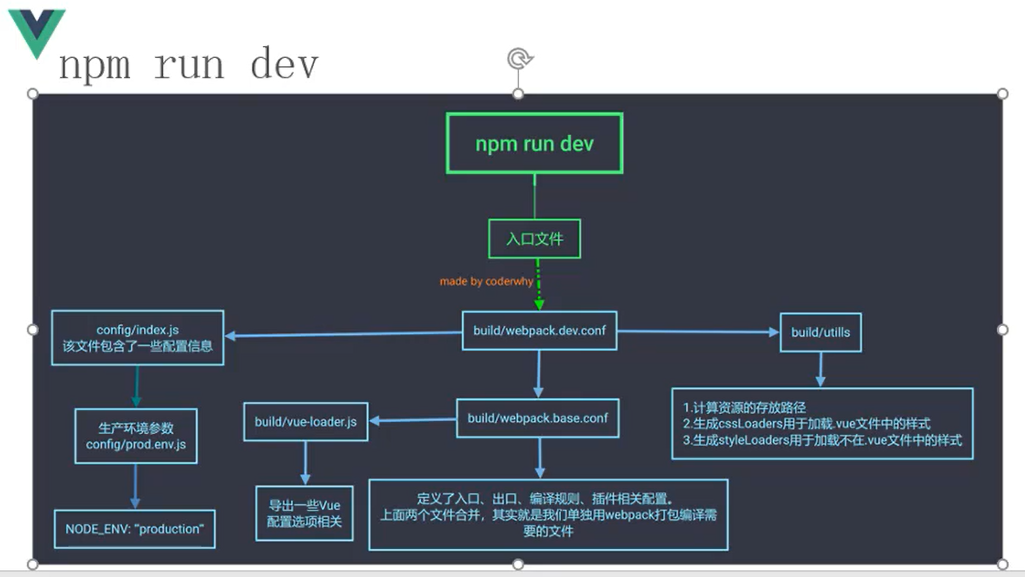 npm run dev
npm run dev
入口文件
made by coderwhy
config/index.js
该文件包含了一些配置信息
build/webpack.dev.conf
build/utills
生产环境参数
config/prod.env.js
build/vue-loader.js
build/webpack.base.conf
1.计算资源的存放路径
2.生成cssLoaders用于加载.vue文件中的样式
3.生成styleLoaders用于加载不在.vue文件中的样式
NODE_ENV: "production"
导出一些Vue
配置选项相关
定义了入口、出口、编译规则、插件相关配置。
上面两个文件合并，其实就是我们单独用webpack打包编译需
要的文件